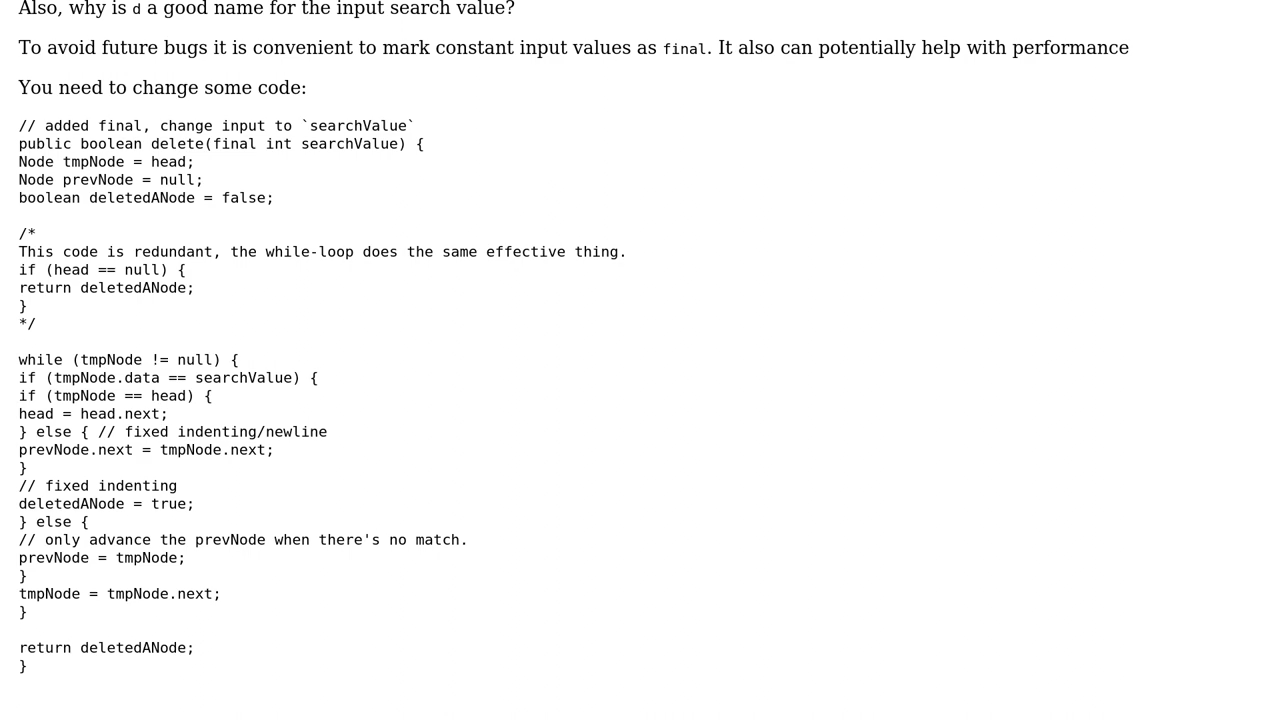 Also, why is d a good name for the input search value?
To avoid future bugs it is convenient to mark constant input values as final. It also can potentially help with performance
You need to change some code:
// added final, change input to `searchValue`
public boolean delete(final int searchValue) {
Node tmpNode = head;
Node prevNode = null;
boolean deletedANode = false;
/*
This code is redundant, the while-loop does the same effective thing.
if (head == null) {
return deletedANode;
}
*/
while (tmpNode != null) {
if (tmpNode.data == searchValue) {
if (tmpNode == head) {
head = head.next;
} else { // fixed indenting/newline
prevNode.next = tmpNode.next;
}
// fixed indenting
deletedANode = true;
} else {
// only advance the prevNode when there's no match.
prevNode = tmpNode;
}
tmpNode = tmpNode.next;
}
return deletedANode;
}